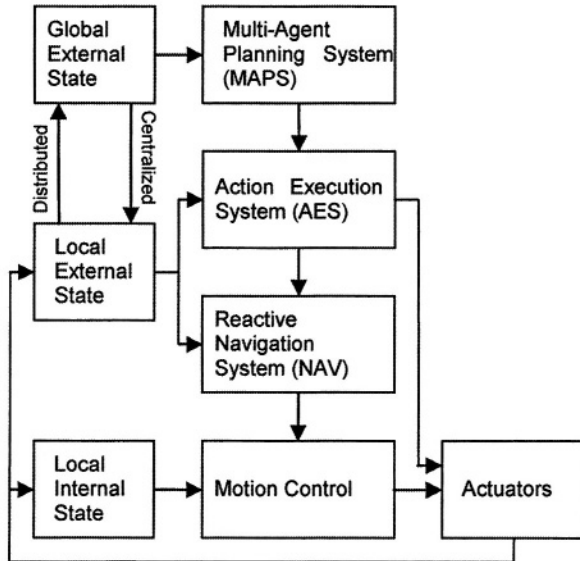 Global
External
State
Multi-Agent
Planning System
(MAPS)
Distributed
Centralized
Action Execution
System (AES)
Local
External
State
Reactive
Navigation
System (NAV)
Local
Internal
State
Motion Control
Actuators